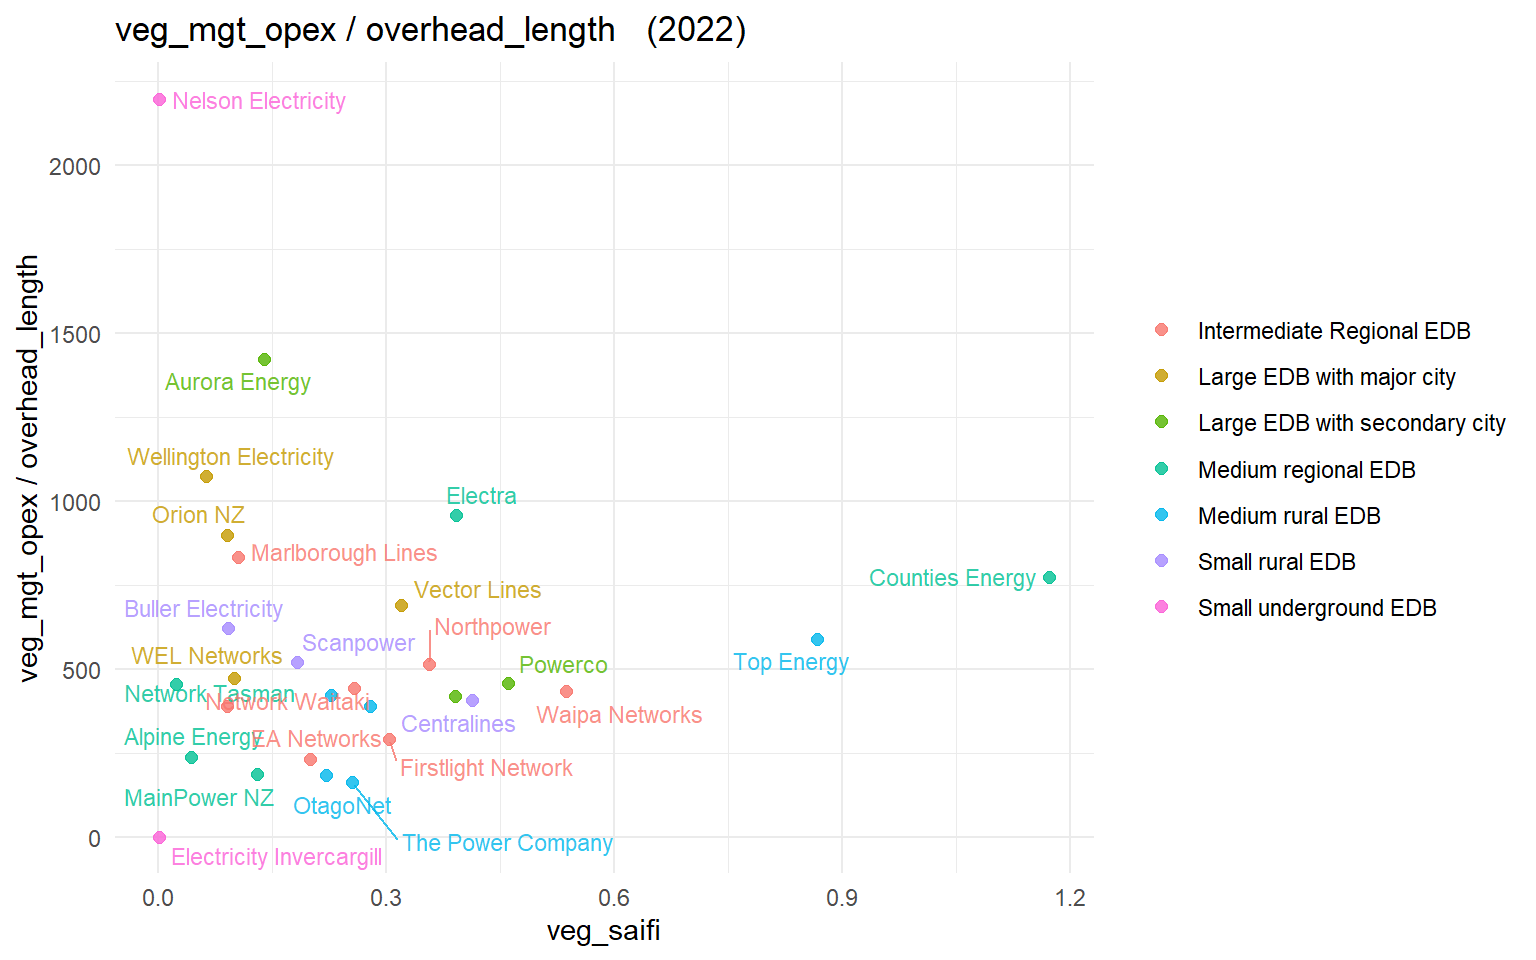 veg_mgt_opex / overhead_length (2022)
veg_mgt_opex / overhead_length
2000
1500
1000
500
0
Nelson Electricity
Aurora Energy
Wellington Electricity
Electra
Orion NZ
Marlborough Lines
Counties Energy
Vector Lines
Buller Electricity
Northpower
Scanpower
WEL Networks
Top Energy
Powerco
Network Tasman
Network Waitaki
Waipa Networks
Centralines
Alpine Energy
EA Networks
Firstlight Network
MainPower NZ
OtagoNet
The Power Company
Electricity Invercargill
0.0
0.3
0.6
0.9
1.2
veg_saifi
Intermediate Regional EDB
Large EDB with major city
Large EDB with secondary city
Medium regional EDB
Medium rural EDB
Small rural EDB
Small underground EDB